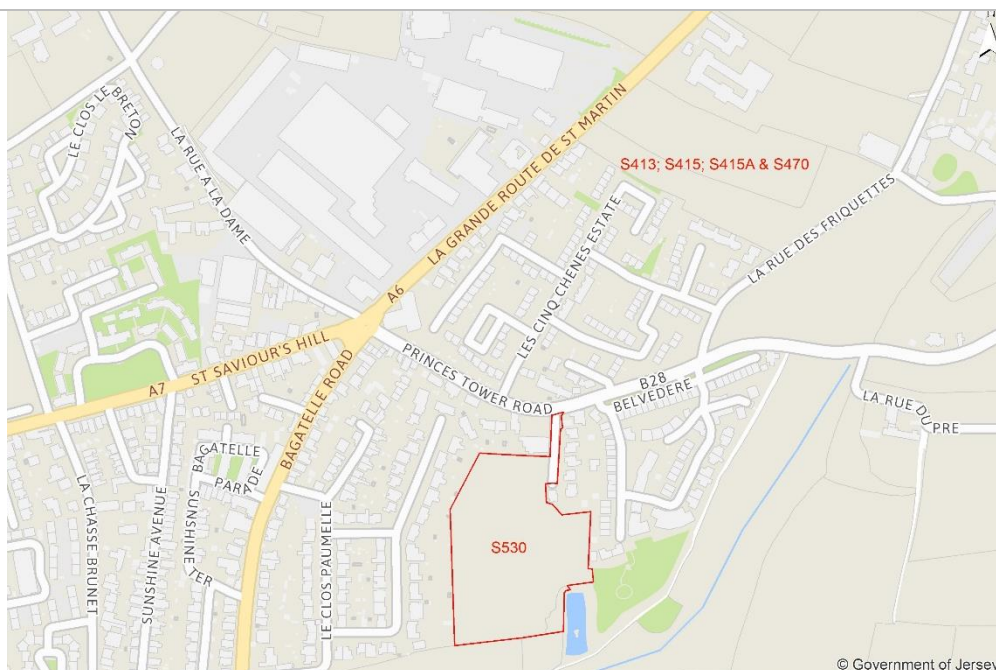 LE CLOS LE BRETON
LA RUE A LA DAME
LA GRANDE ROUTE DE ST MARTIN
A6
S413; S415; S415A & S470
LES CINQ CHENES ESTATE
LA RUE DES FRIQUETTES
A7
ST SAVIOUR'S HILL
BAGATELLE ROAD
PRINCES TOWER ROAD
B28
BELVEDERE
LA RUE DU PRE
BAGATELLE
PARADE
LA CHASSE BRUNET
SUNSHINE AVENUE
SUNSHINE TER
LE CLOS PAUMELLE
S530
© Government of Jersey